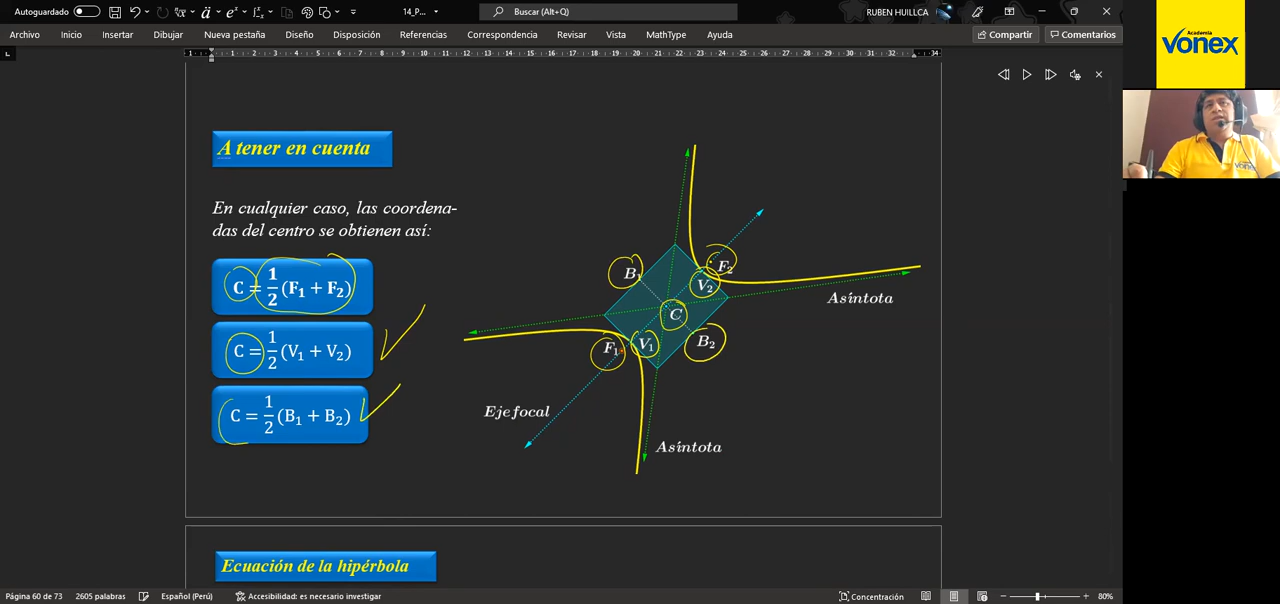 Autoguardado
14_P...
Buscar (Alt+Q)
RUBEN HUILLCA
Archivo Inicio Insertar Dibujar Nueva pestaña Diseño Disposición Referencias Correspondencia Revisar Vista MathType Ayuda
Compartir Comentarios
Academia
VONEX
A tener en cuenta
En cualquier caso, las coordena-
das del centro se obtienen así:
C = 1/2 (F₁ + F₂)
C = 1/2 (V₁ + V₂)
C = 1/2 (B₁ + B₂)
B₁
F₂
V₂
C
F₁
V₁
B₂
Asíntota
Eje focal
Asíntota
Ecuación de la hipérbola
Página 60 de 73 2605 palabras Español (Perú) Accesibilidad: es necesario investigar Concentración 80%